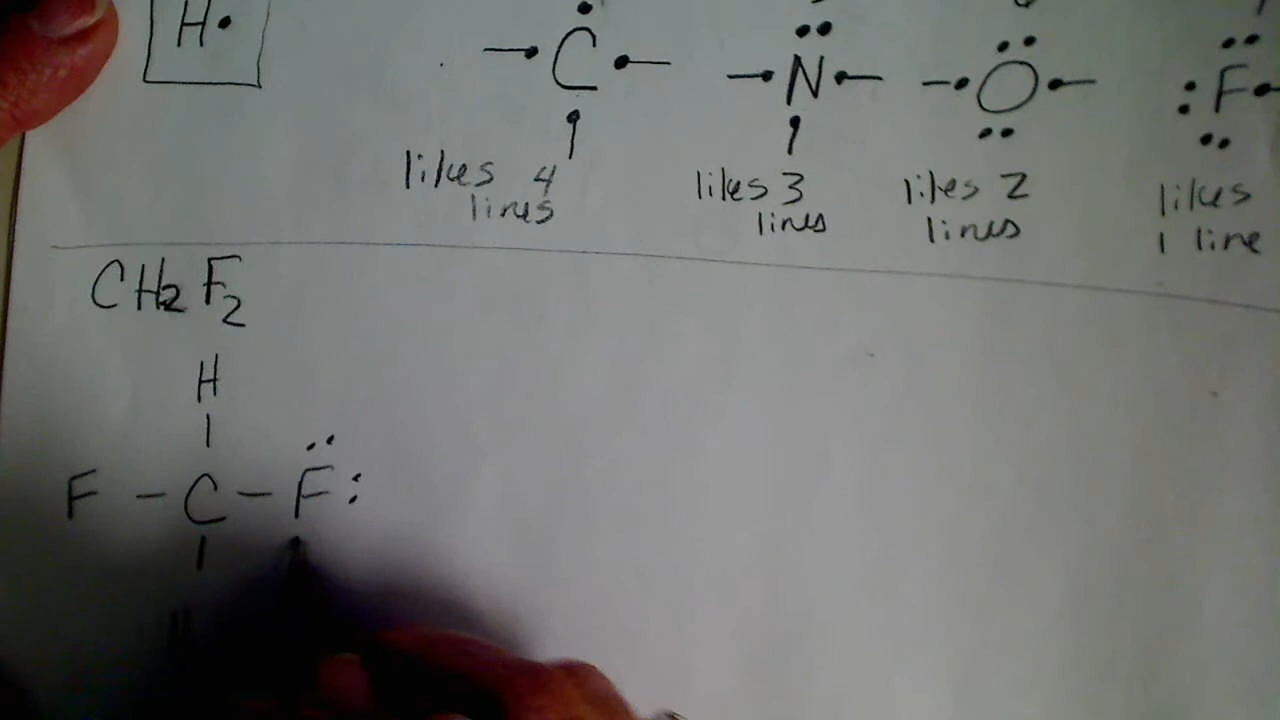 H•
C N O F
likes 4 lines
likes 3 lines
likes 2 lines
likes 1 line
CH2F2
H
F - C - F
H